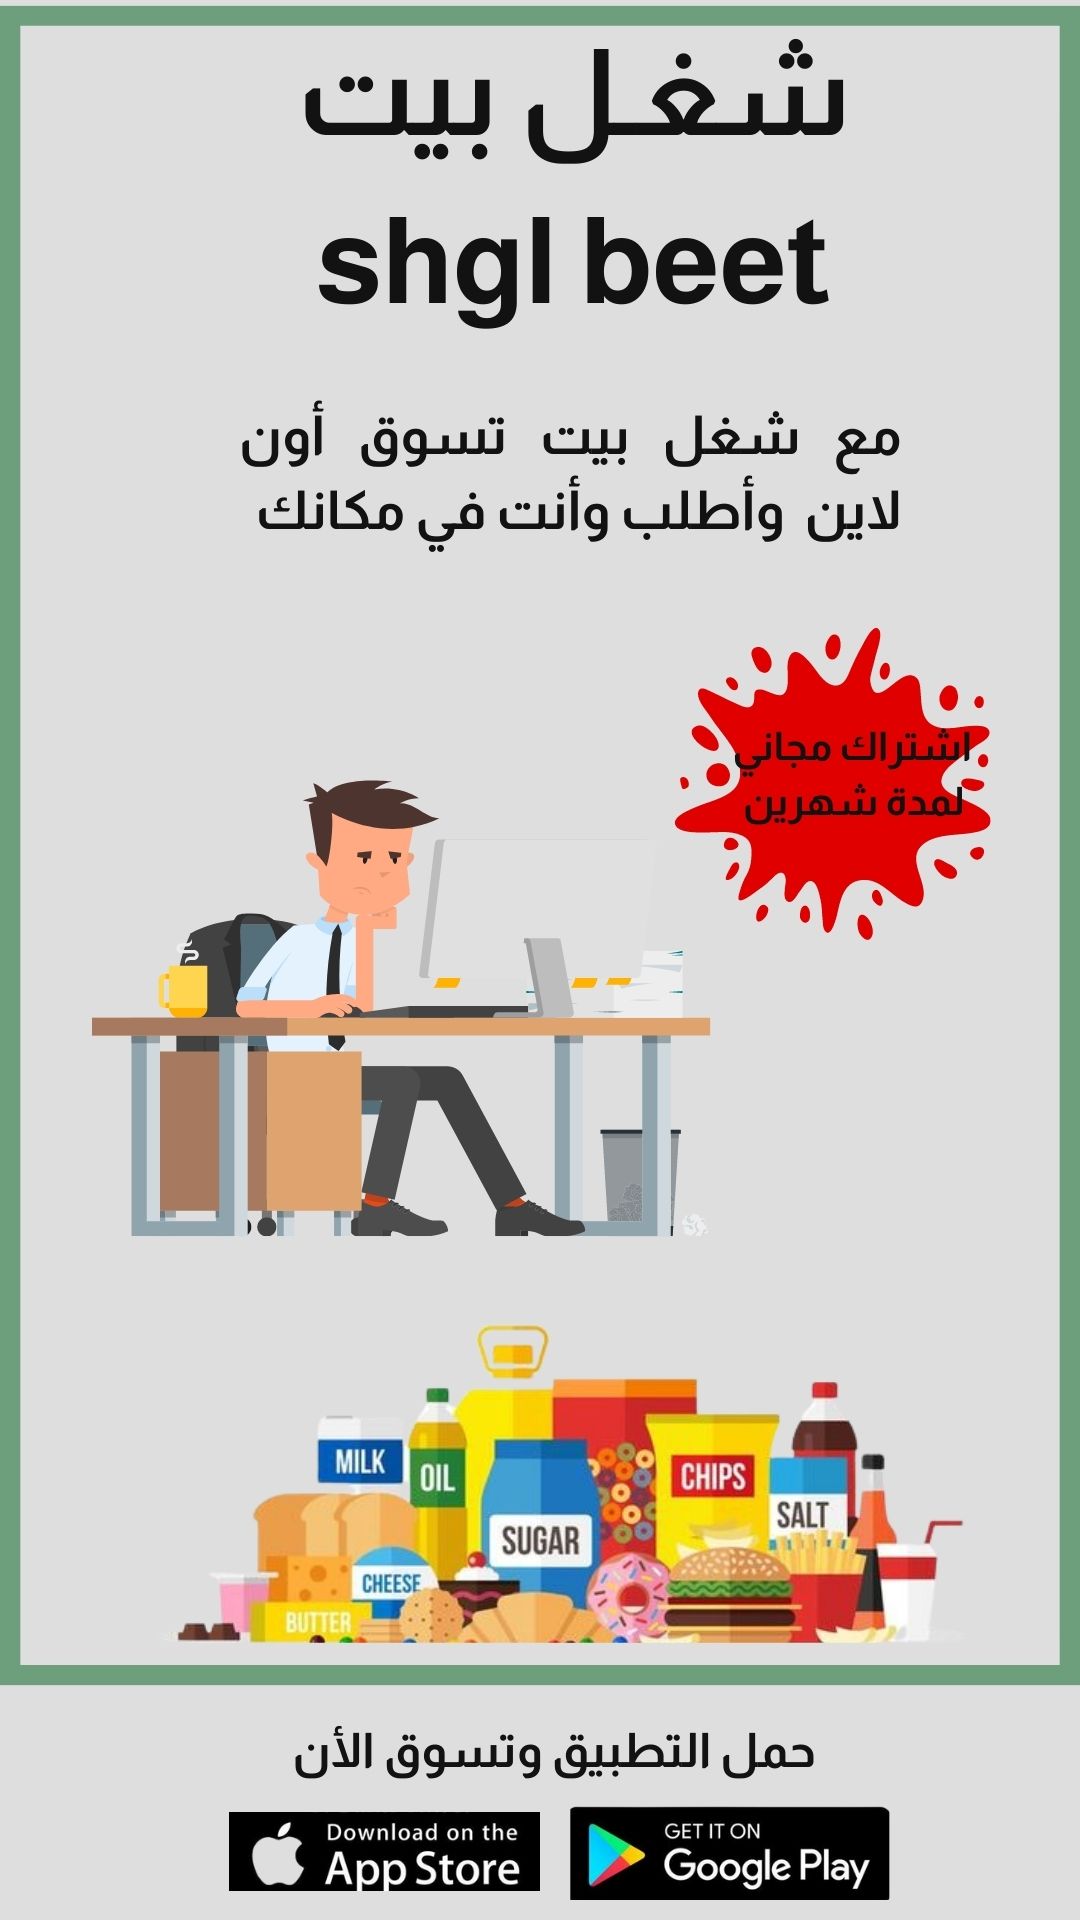 شغل بيت
shgl beet
مع شغل بيت تسوق أون
لاين وأطلب وأنت في مكانك
اشتراك مجاني
لمدة شهرين
MILK
OIL
CHIPS
SALT
SUGAR
CHEESE
BUTTER
حمل التطبيق وتسوق الأن
Download on the
App Store
GET IT ON
Google Play